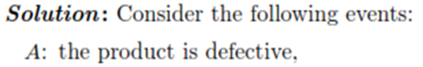 Solution: Consider the following events:
A: the product is defective,